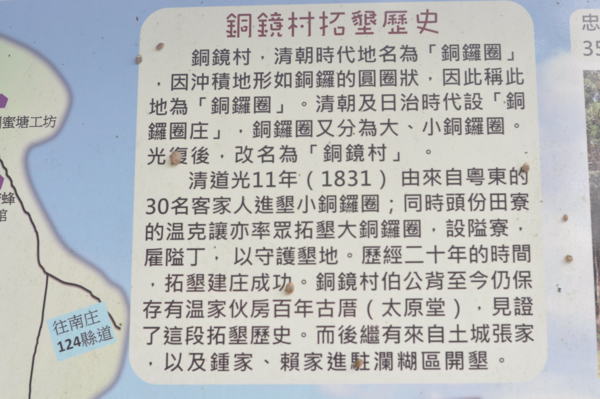 銅鏡村拓墾歷史
銅鏡村，清朝時代地名為「銅鑼圈」
，因沖積地形如銅鑼的圓圈狀，因此稱此
地為「銅鑼圈」。清朝及日治時代設「銅
鑼圈庄」，銅鑼圈又分為大、小銅鑼圈。
光復後，改名為「銅鏡村」。
清道光11年（1831）由來自粵東的
30名客家人進墾小銅鑼圈；同時頭份田寮
的温克讓亦率眾拓墾大銅鑼圈，設隘寮，
雇隘丁，以守護墾地。歷經二十年的時間
，拓墾建庄成功。銅鏡村伯公背至今仍保
存有温家伙房百年古厝（太原堂），見證
了這段拓墾歷史。而後繼有來自土城張家
，以及鍾家、賴家進駐瀾糊區開墾。
蜜塘工坊
蜂
館
往南庄
124縣道
忠
35